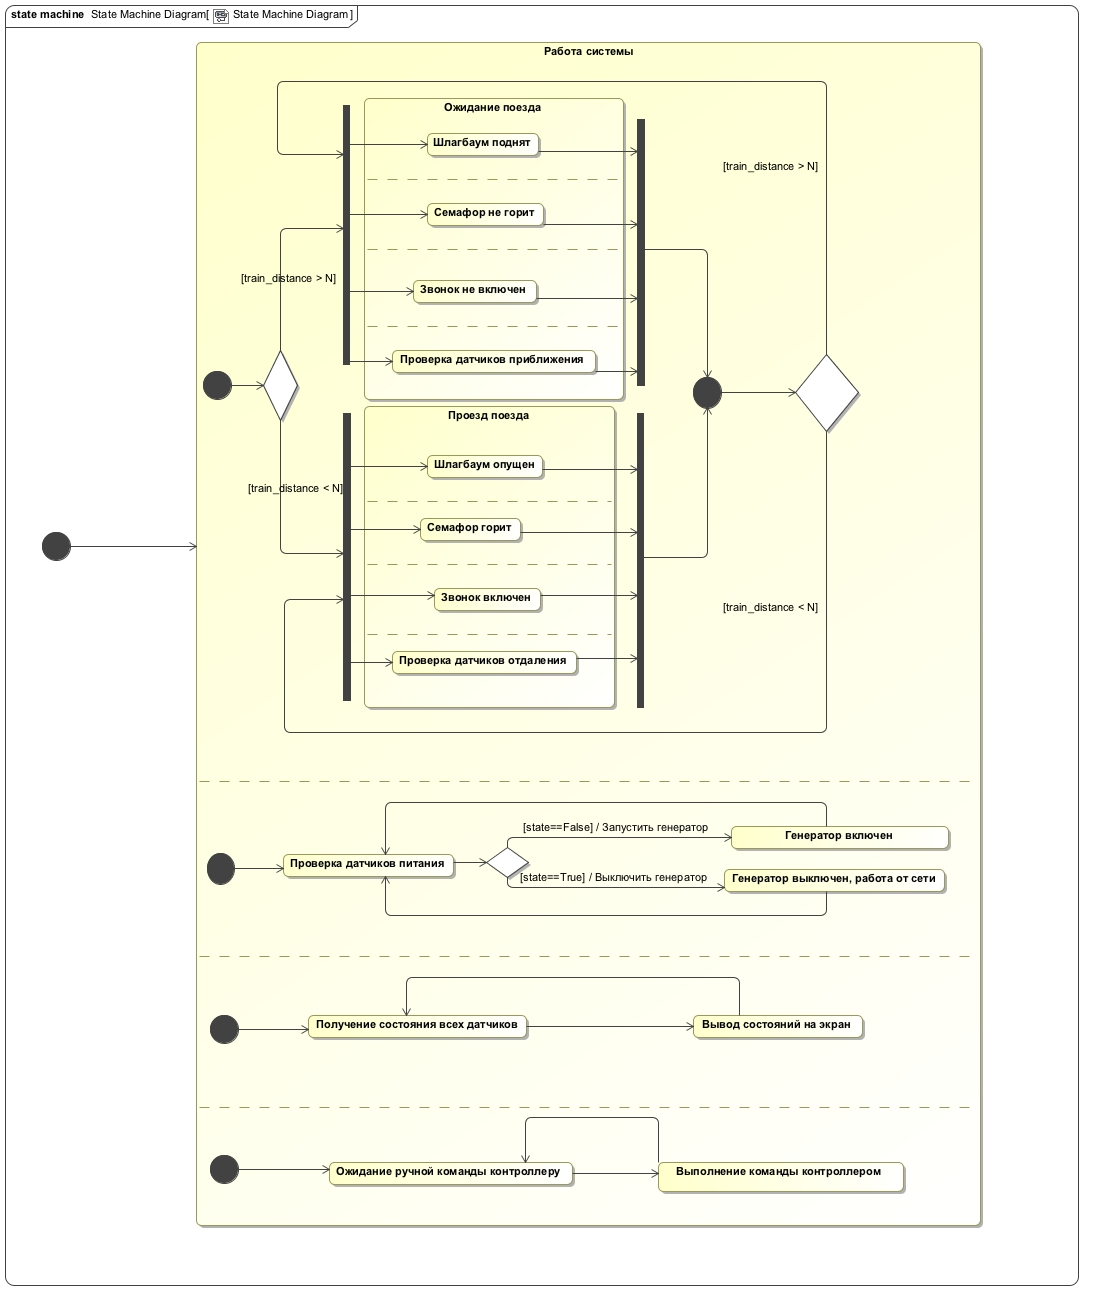 state machine State Machine Diagram[ State Machine Diagram]
Работа системы
Ожидание поезда
Шлагбаум поднят
[train_distance > N]
Семафор не горит
[train_distance > N]
Звонок не включен
Проверка датчиков приближения
Проезд поезда
Шлагбаум опущен
[train_distance < N]
Семафор горит
Звонок включен
[train_distance < N]
Проверка датчиков отдаления
[state==False] / Запустить генератор
Генератор включен
Проверка датчиков питания
[state==True] / Выключить генератор
Генератор выключен, работа от сети
Получение состояния всех датчиков
Вывод состояний на экран
Ожидание ручной команды контроллеру
Выполнение команды контроллером